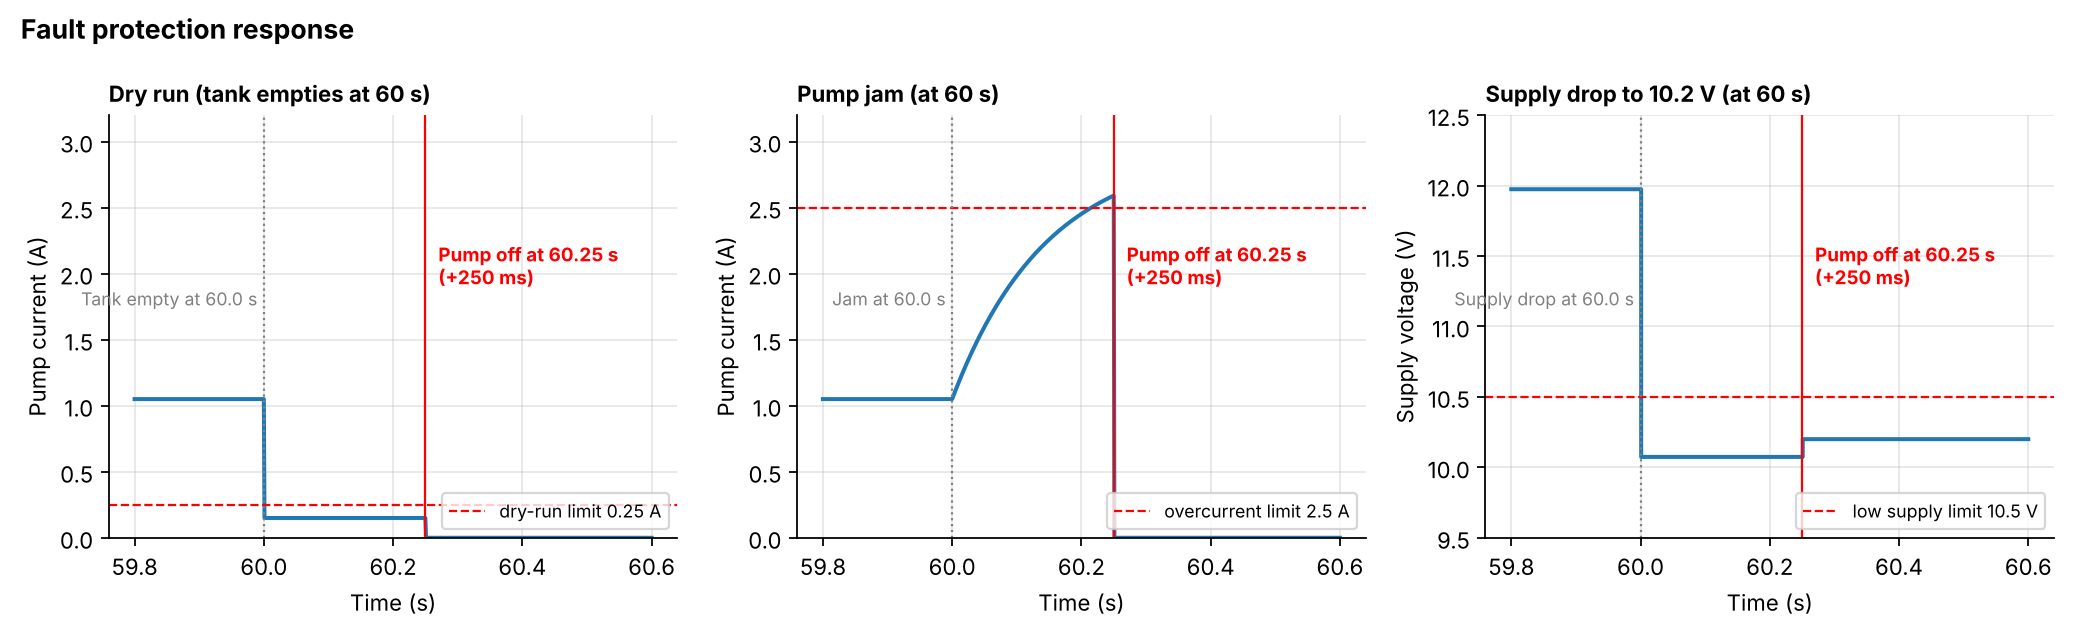 Fault protection response
Dry run (tank empties at 60 s)
Pump current (A)
3.0
2.5
2.0
1.5
1.0
0.5
0.0
Tank empty at 60.0 s
Pump off at 60.25 s
(+250 ms)
dry-run limit 0.25 A
59.8 60.0 60.2 60.4 60.6
Time (s)
Pump jam (at 60 s)
Pump current (A)
3.0
2.5
2.0
1.5
1.0
0.5
0.0
Jam at 60.0 s
Pump off at 60.25 s
(+250 ms)
overcurrent limit 2.5 A
59.8 60.0 60.2 60.4 60.6
Time (s)
Supply drop to 10.2 V (at 60 s)
Supply voltage (V)
12.5
12.0
11.5
11.0
10.5
10.0
9.5
Supply drop at 60.0 s
Pump off at 60.25 s
(+250 ms)
low supply limit 10.5 V
59.8 60.0 60.2 60.4 60.6
Time (s)